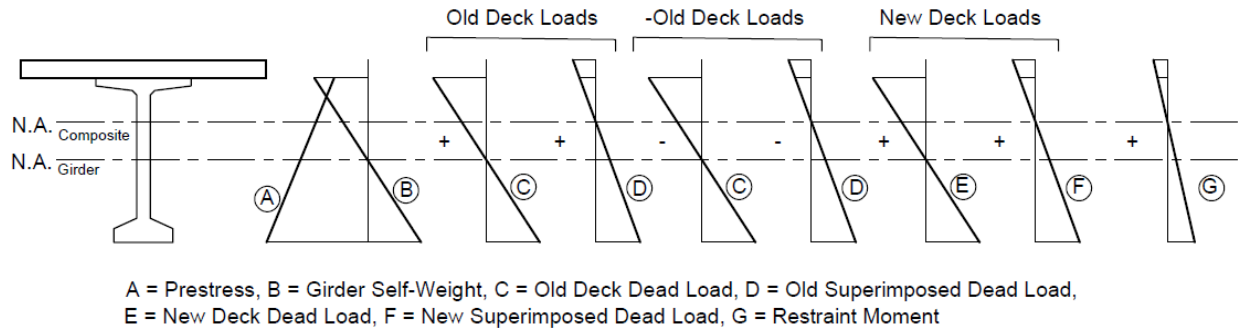 Old Deck Loads -Old Deck Loads New Deck Loads
N.A. Composite + + - - + + +
N.A. Girder
A B C D C D E F G
A = Prestress, B = Girder Self-Weight, C = Old Deck Dead Load, D = Old Superimposed Dead Load,
E = New Deck Dead Load, F = New Superimposed Dead Load, G = Restraint Moment